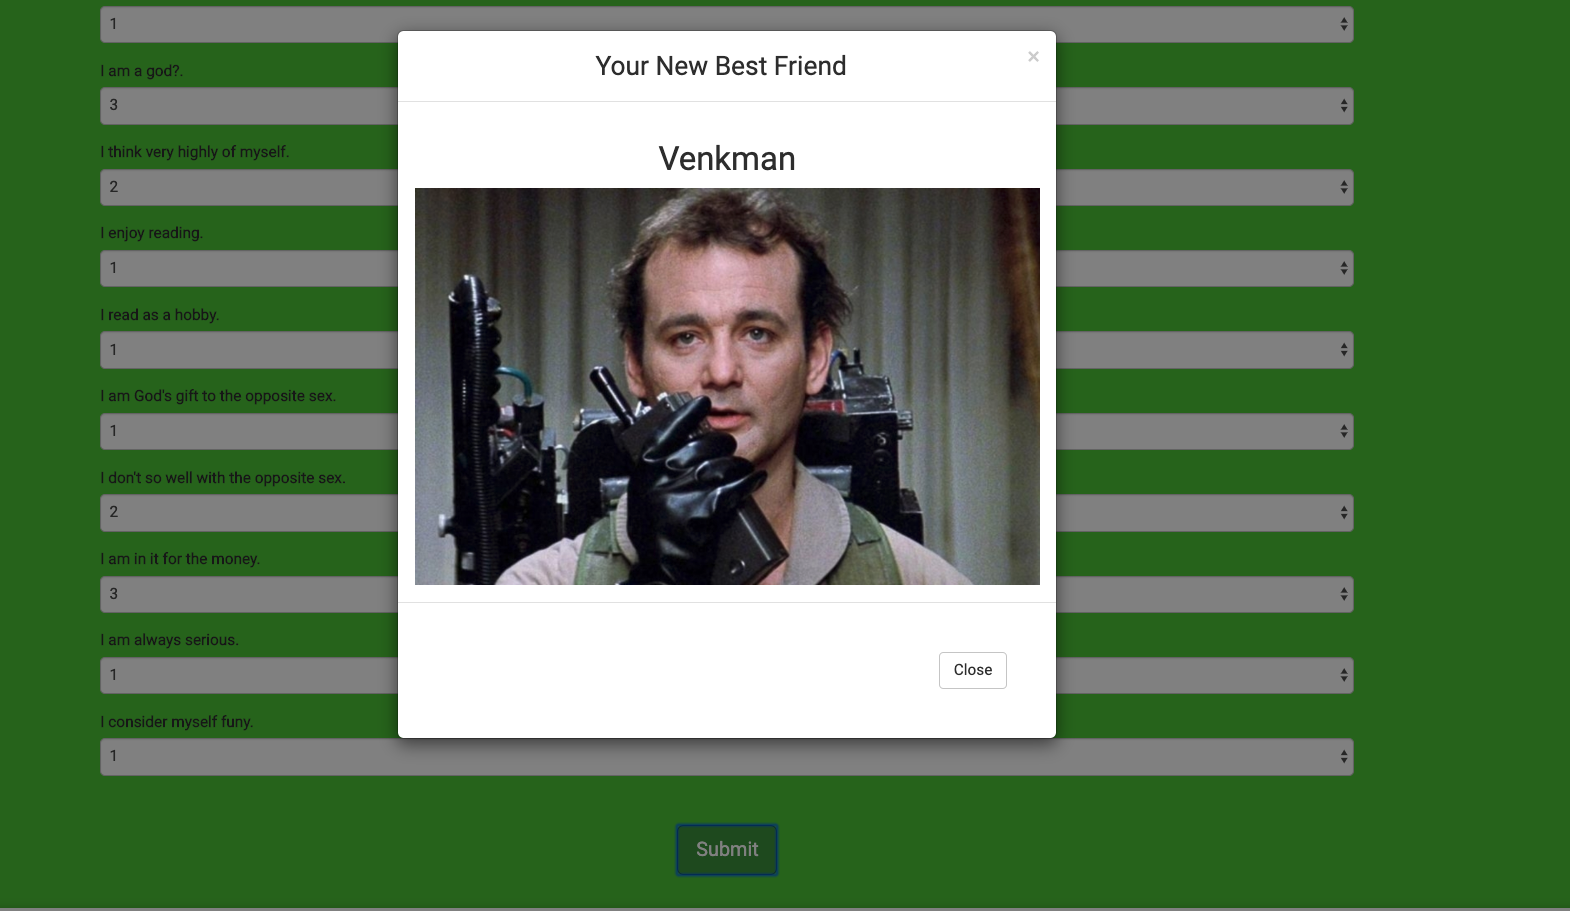 1
Your New Best Friend
×
I am a god?.
3
I think very highly of myself.
2
Venkman
I enjoy reading.
1
I read as a hobby.
1
I am God's gift to the opposite sex.
1
I don't so well with the opposite sex.
2
I am in it for the money.
3
I am always serious.
1
Close
I consider myself funy.
1
Submit